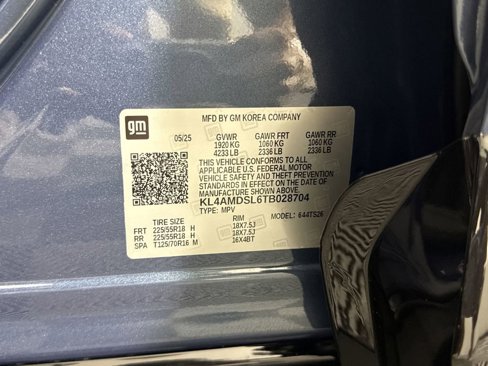 gm
MFD BY GM KOREA COMPANY
05/25 GVWR GAWR FRT GAWR RR
1920 KG 1060 KG 1060 KG
4233 LB 2336 LB 2336 LB
THIS VEHICLE CONFORMS TO ALL
APPLICABLE U.S. FEDERAL MOTOR
VEHICLE SAFETY AND THEFT PREVENTION
STANDARDS IN EFFECT ON THE DATE OF
MANUFACTURE SHOWN ABOVE.
KL4AMDSL6TB028704
TYPE: MPV MODEL: 644TS26
TIRE SIZE RIM
FRT 225/55R18 H 18X7.5J
RR 225/55R18 H 18X7.5J
SPA T125/70R16 M 16X4BT